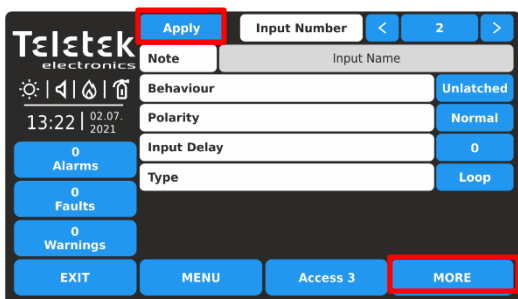 Teletek
electronics
13:22 02.07.
2021
0
Alarms
0
Faults
0
Warnings
EXIT
Apply
Input Number < 2 >
Note Input Name
Behaviour Unlatched
Polarity Normal
Input Delay 0
Type Loop
MENU Access 3 MORE